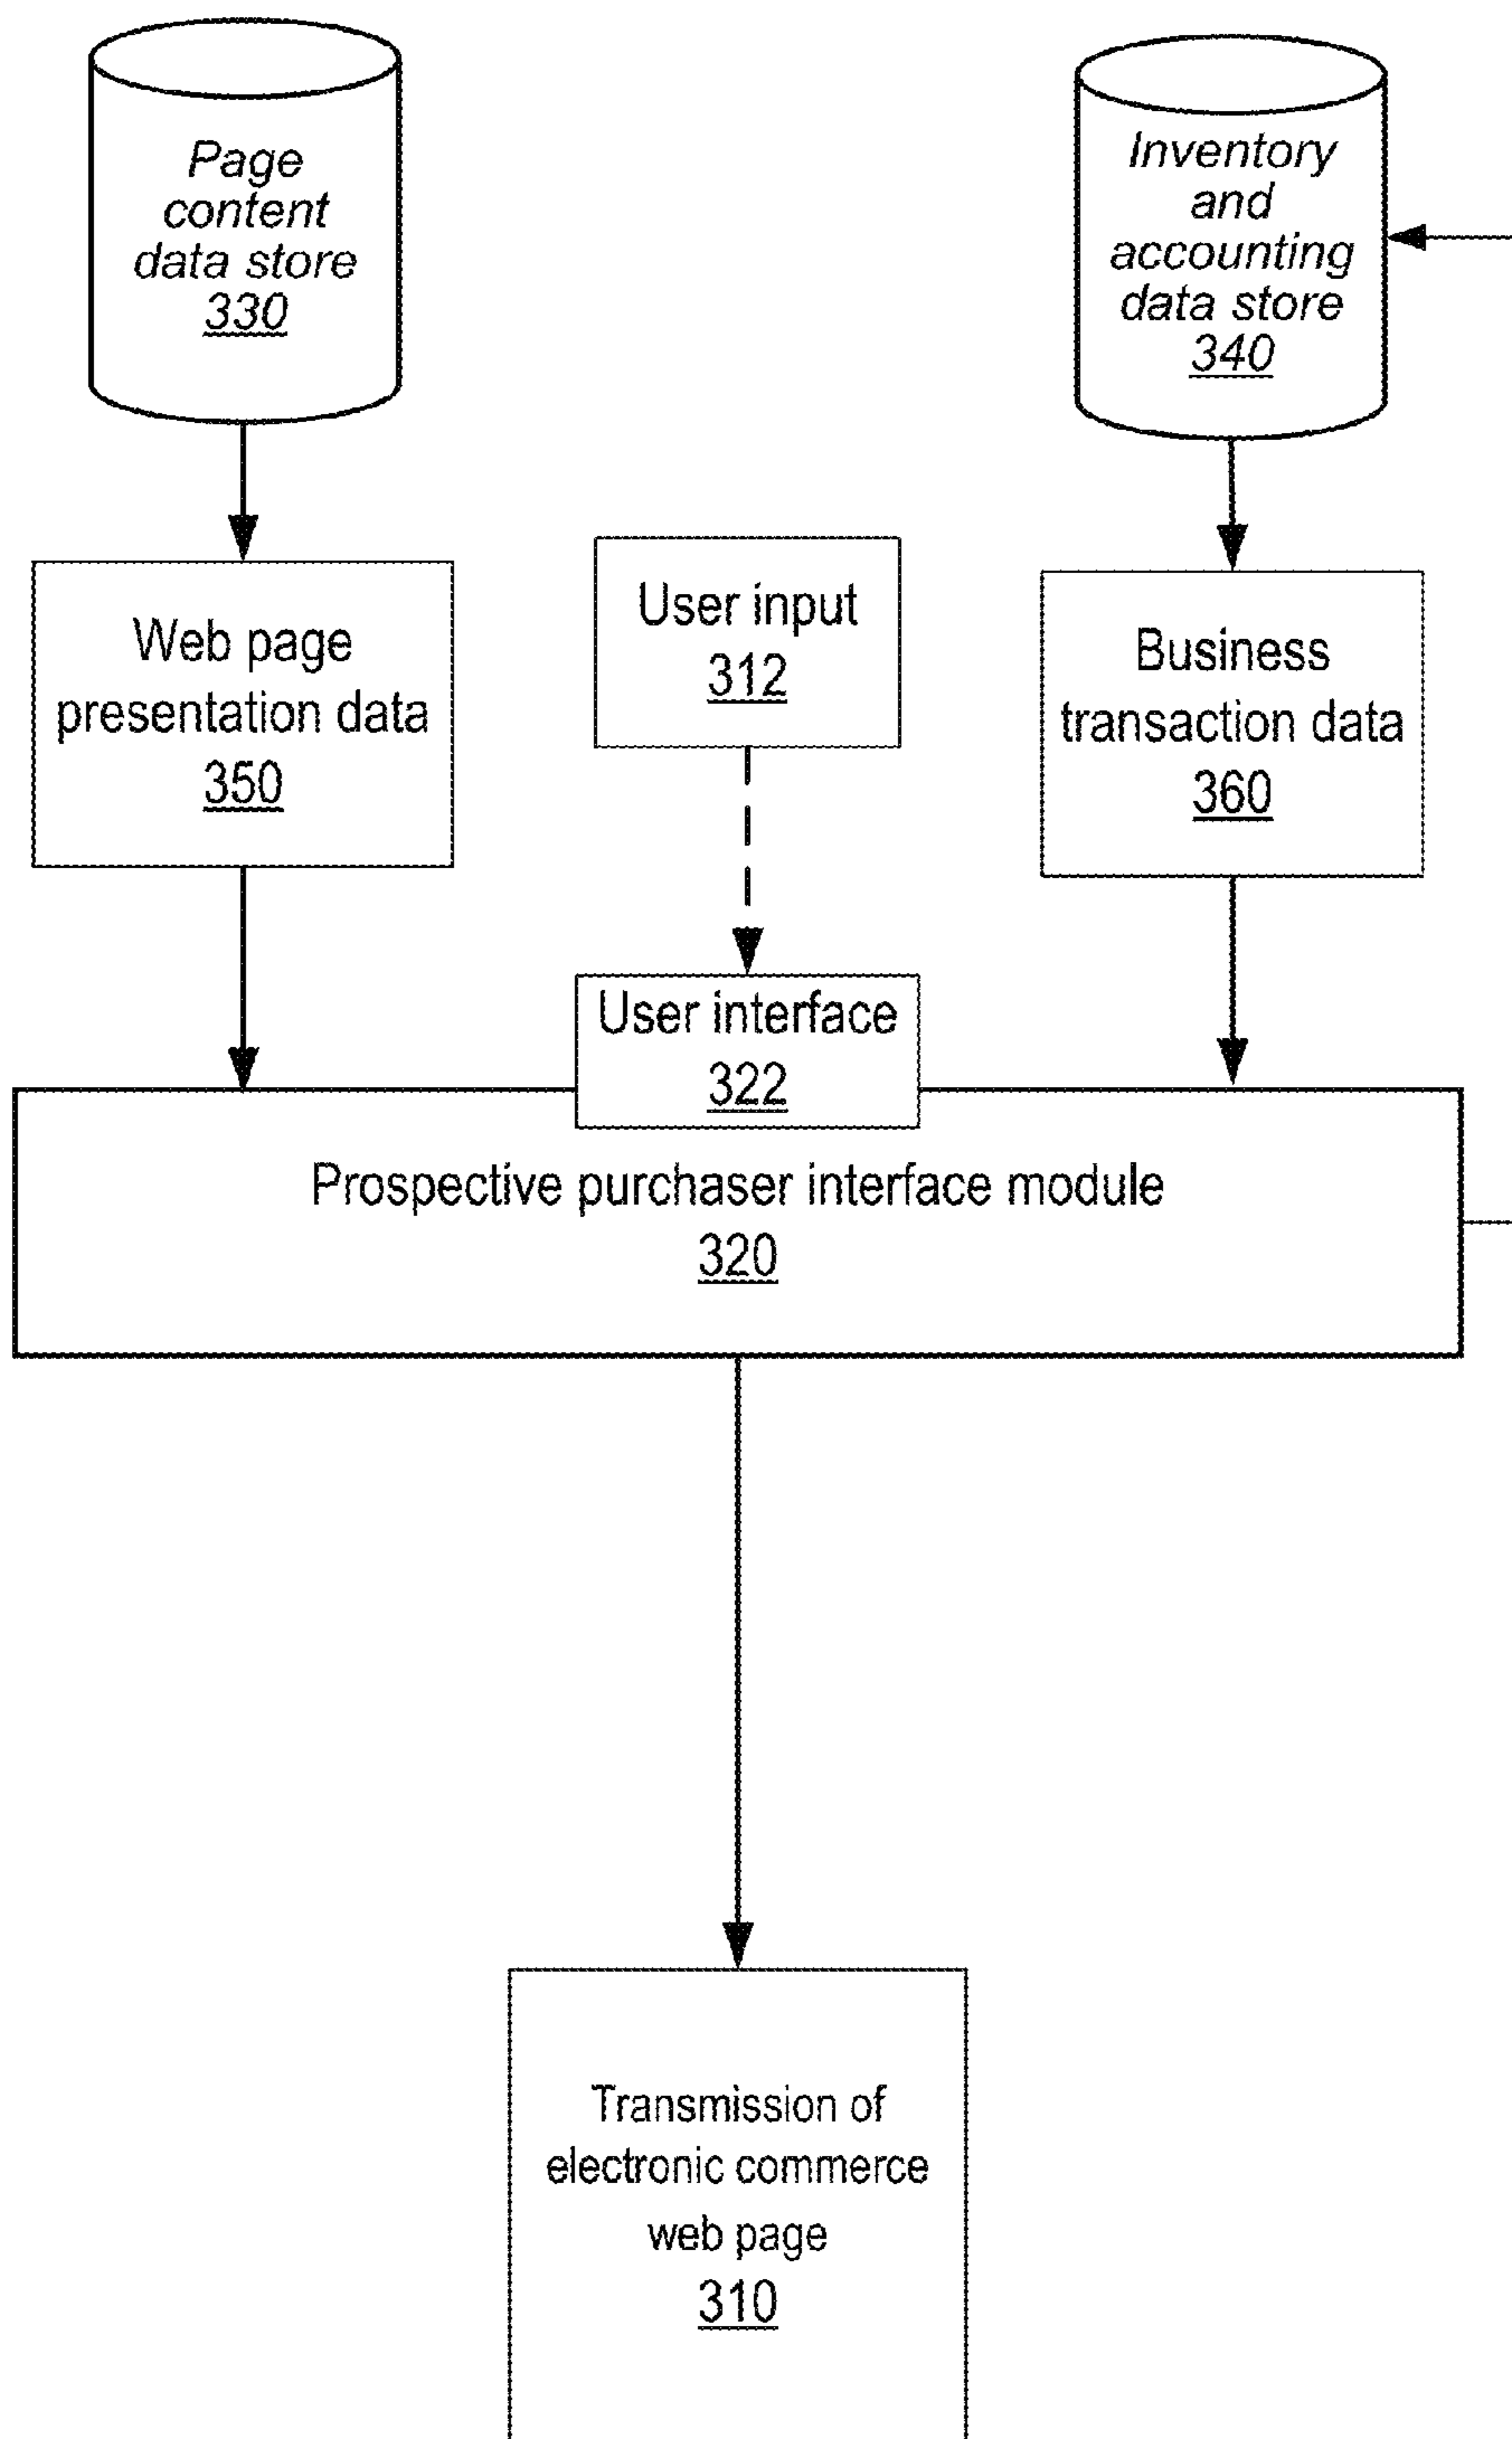 Page
content
data store
330
Inventory
and
accounting
data store
340
Web page
presentation data
350
User input
312
Business
transaction data
360
User interface
322
Prospective purchaser interface module
320
Transmission of
electronic commerce
web page
310